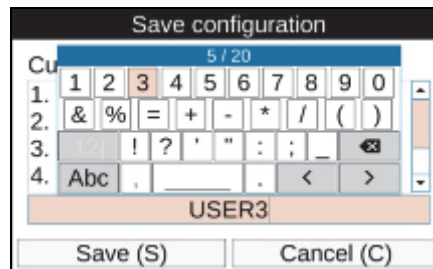 Save configuration
5 / 20
Cu
1.
1 2 3 4 5 6 7 8 9 0
2.
& % = + - * / ( )
3.
12| ! ? ' " : ; _
4.
Abc , . < >
USER3
Save (S) Cancel (C)